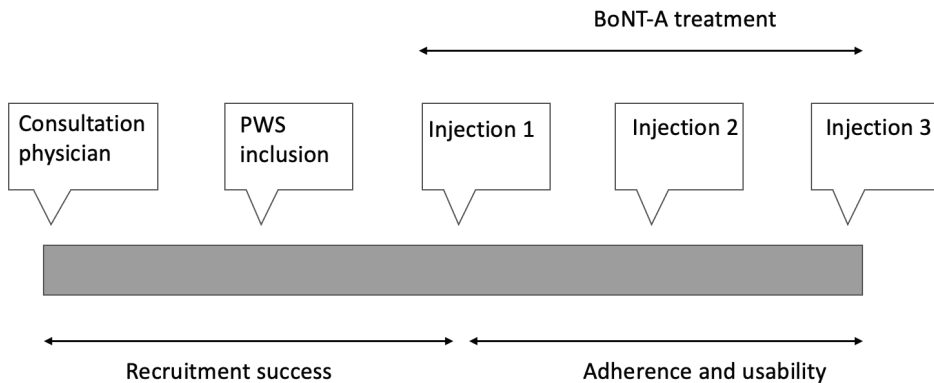 BoNT-A treatment
Consultation
physician
PWS
inclusion
Injection 1
Injection 2
Injection 3
Recruitment success
Adherence and usability